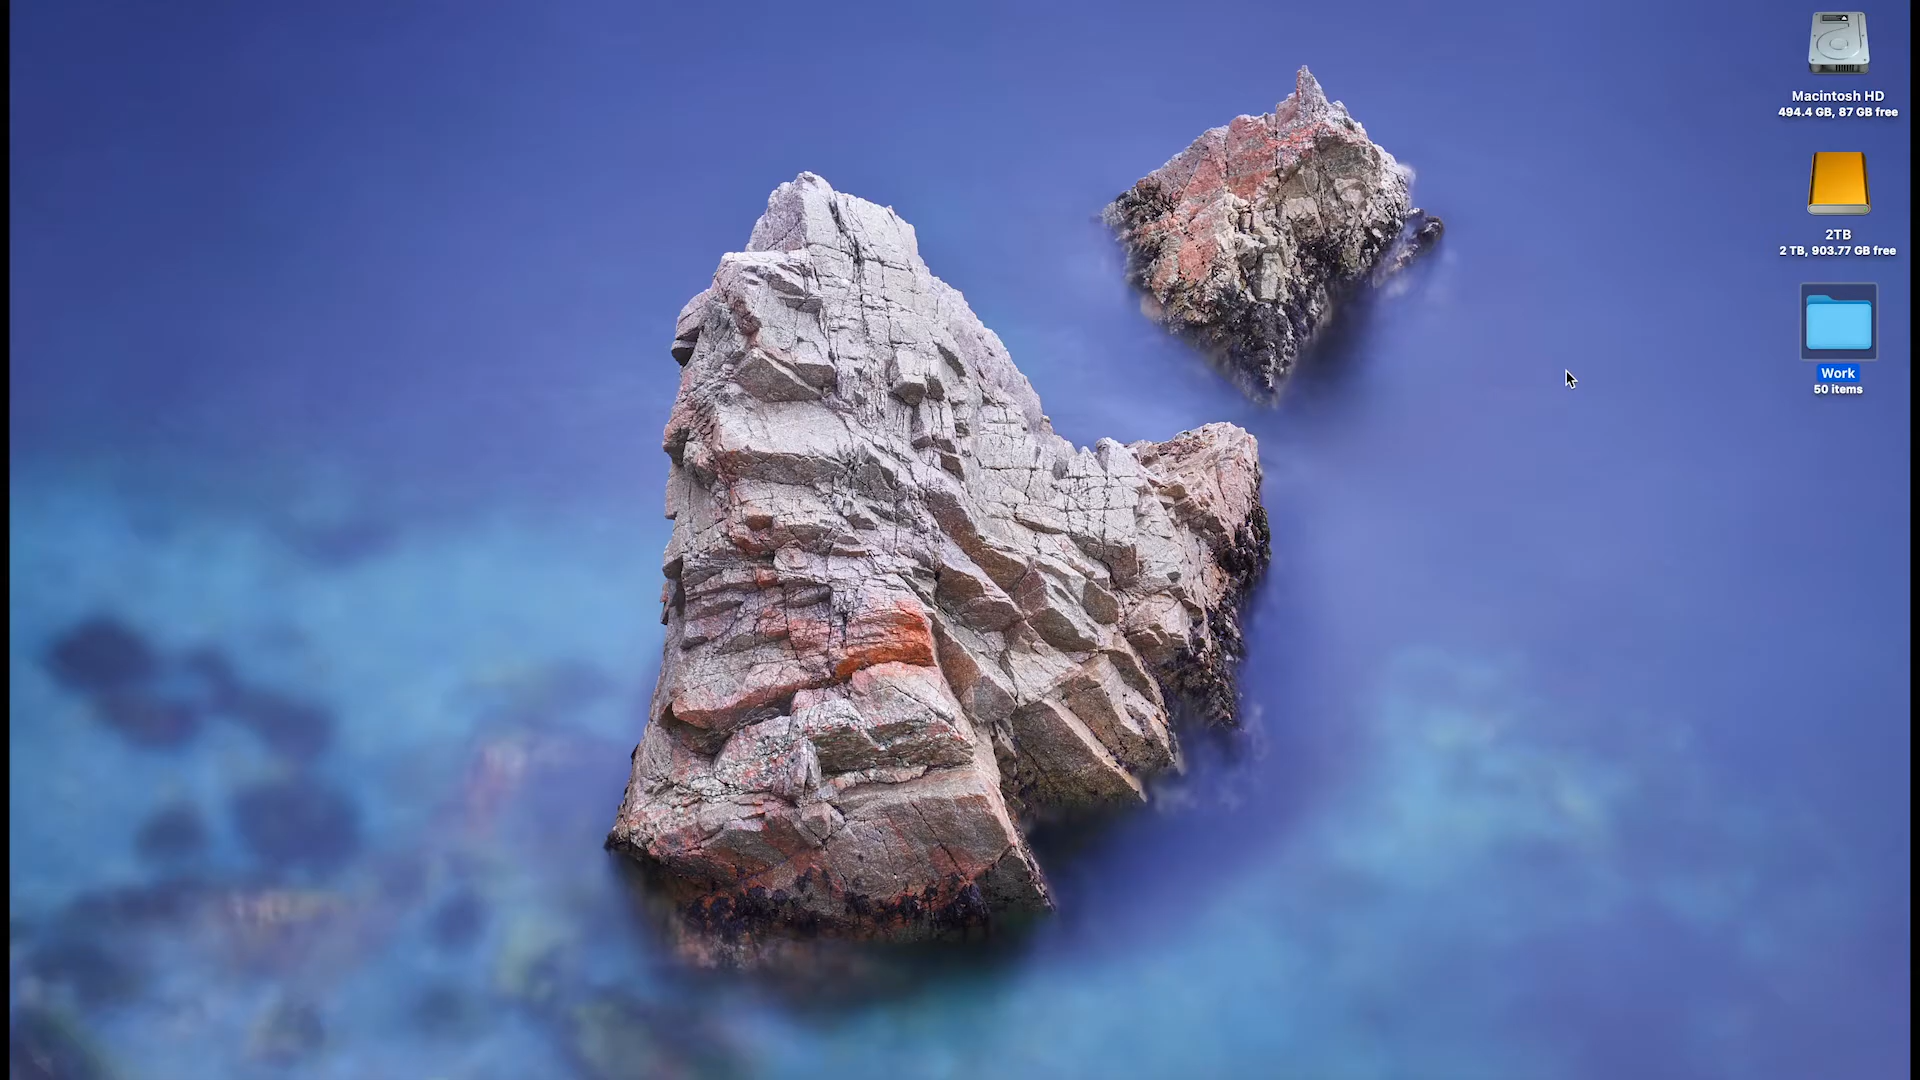 Macintosh HD
494.4 GB, 87 GB free
2TB
2 TB, 903.77 GB free
Work
50 items